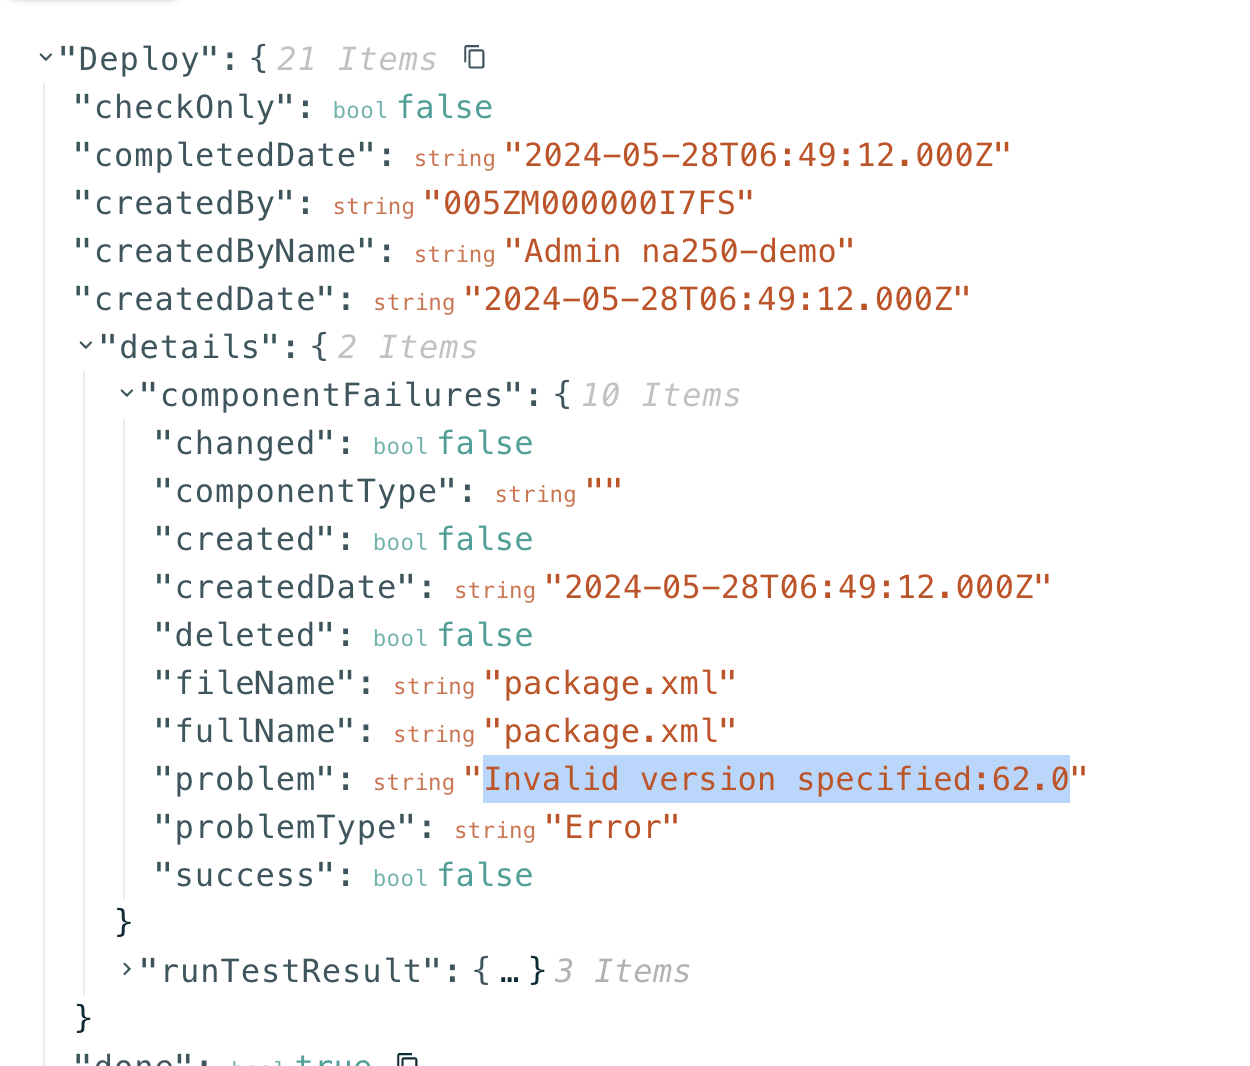 "Deploy": { 21 Items
"checkOnly": bool false
"completedDate": string "2024-05-28T06:49:12.000Z"
"createdBy": string "005ZM000000I7FS"
"createdByName": string "Admin na250-demo"
"createdDate": string "2024-05-28T06:49:12.000Z"
"details": { 2 Items
"componentFailures": { 10 Items
"changed": bool false
"componentType": string ""
"created": bool false
"createdDate": string "2024-05-28T06:49:12.000Z"
"deleted": bool false
"fileName": string "package.xml"
"fullName": string "package.xml"
"problem": string "Invalid version specified:62.0"
"problemType": string "Error"
"success": bool false
}
"runTestResult": { … } 3 Items
}
"done": bool true